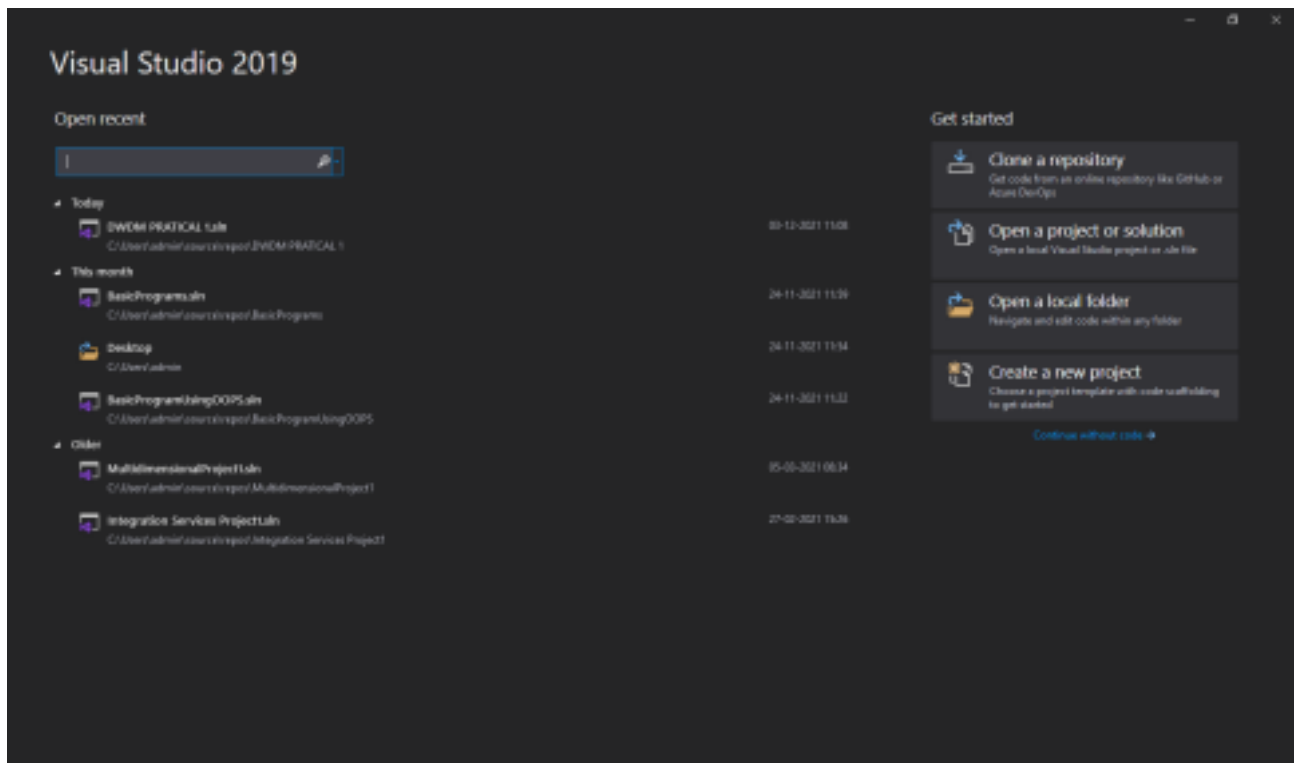 Visual Studio 2019
Open recent
Today
DWDM PRATICAL 1.sln
03-12-2021 11:08
C:\Users\admin\source\repos\DWDM PRATICAL 1
This month
BasicPrograms.sln
24-11-2021 11:59
C:\Users\admin\source\repos\BasicPrograms
Desktop
24-11-2021 11:54
C:\Users\admin
BasicProgramUsingOOPS.sln
24-11-2021 11:22
C:\Users\admin\source\repos\BasicProgramUsingOOPS
Older
MultidimensionalProject1.sln
C:\Users\admin\source\repos\MultidimensionalProject1
Integration Services Project1.sln
C:\Users\admin\source\repos\Integration Services Project1
Get started
Clone a repository
Get code from an online repository like GitHub or
Azure DevOps
Open a project or solution
Open a local Visual Studio project or .sln file
Open a local folder
Navigate and edit code within any folder
Create a new project
Choose a project template with code scaffolding
to get started
Continue without code →